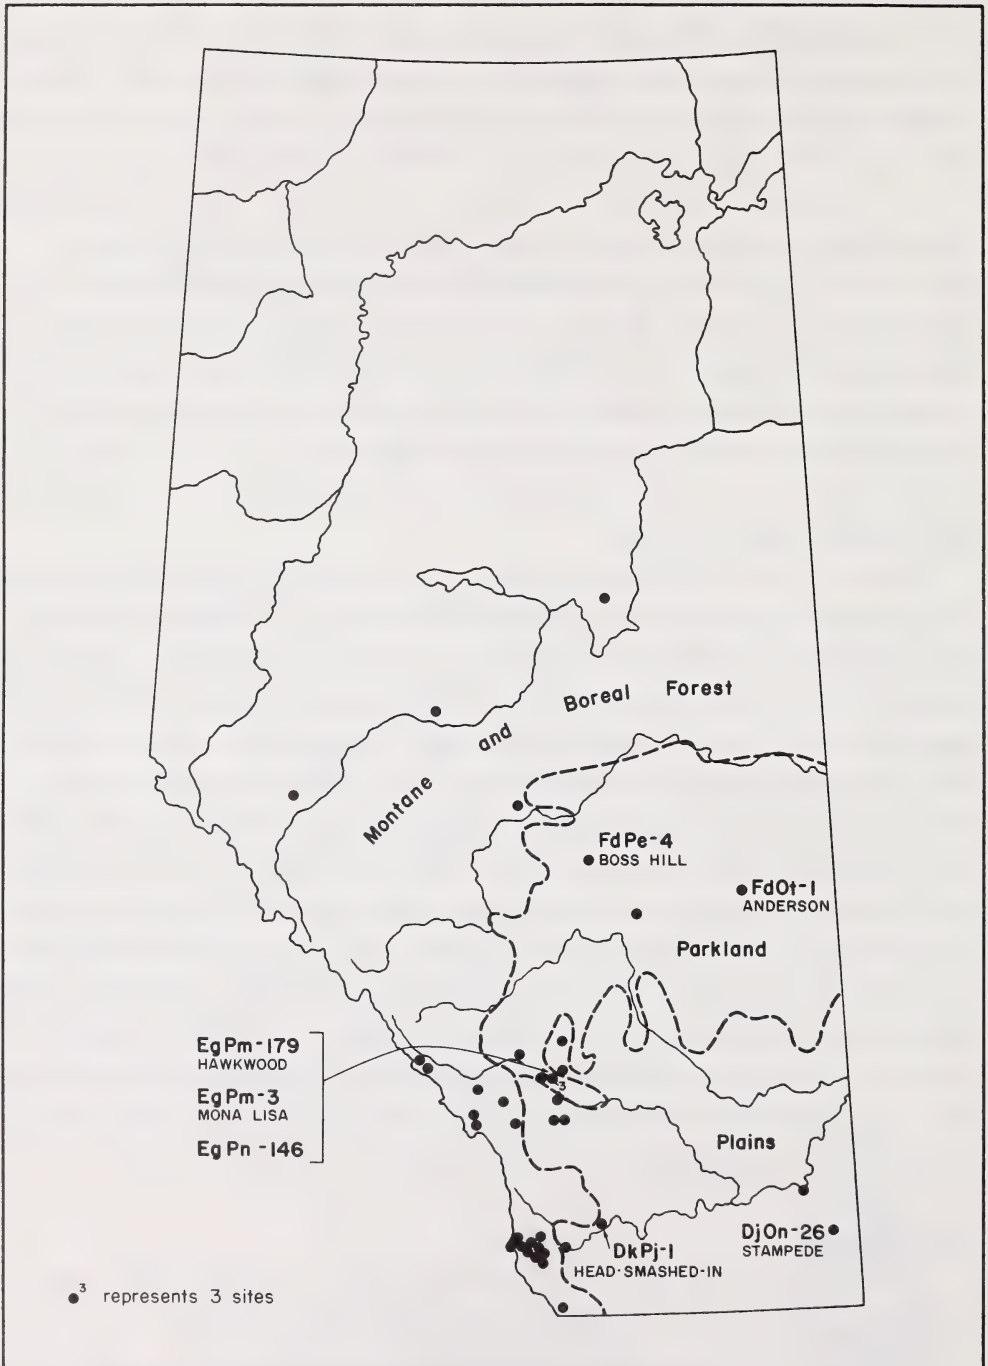 Boreal Forest
and
Montane
FdPe-4
BOSS HILL
FdOt-1
ANDERSON
Parkland
EgPm-179
HAWKWOOD
EgPm-3
MONA LISA
EgPn-146
3
Plains
DjOn-26
STAMPEDE
DkPj-1
HEAD-SMASHED-IN
3 represents 3 sites